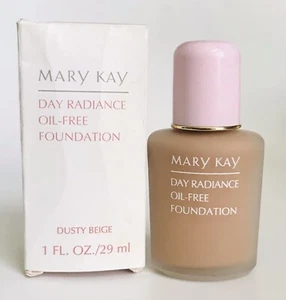 MARY KAY
DAY RADIANCE
OIL-FREE
FOUNDATION
DUSTY BEIGE
1 FL. OZ./29 ml
MARY KAY
DAY RADIANCE
OIL-FREE
FOUNDATION